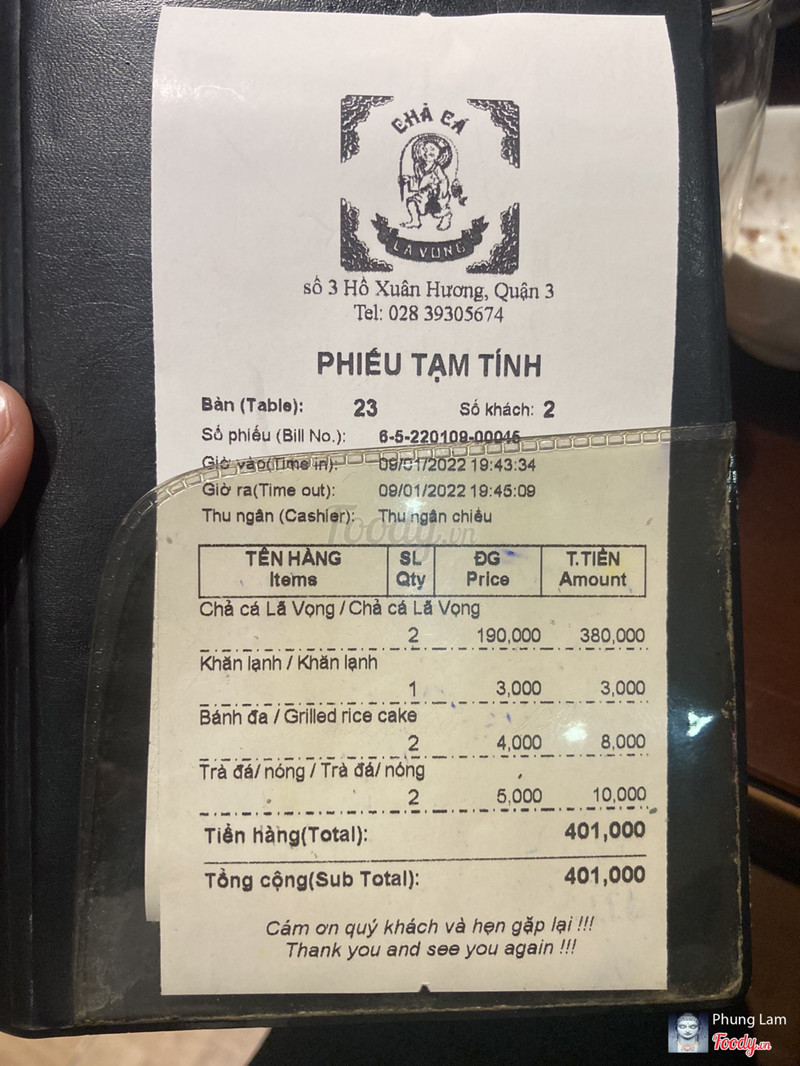 CHẢ CÁ
LÃ VỌNG
số 3 Hồ Xuân Hương, Quận 3
Tel: 028 39305674
PHIẾU TẠM TÍNH
Bàn (Table): 23 Số khách: 2
Số phiếu (Bill No.): 6-5-220109-00045
Giờ vào(Time in): 09/01/2022 19:43:34
Giờ ra(Time out): 09/01/2022 19:45:09
Thu ngân (Cashier): Thu ngân chiều
Foody.vn
TÊN HÀNG SL ĐG T.TIỀN
Items Qty Price Amount
Chả cá Lã Vọng / Chả cá Lã Vọng
2 190,000 380,000
Khăn lạnh / Khăn lạnh
1 3,000 3,000
Bánh đa / Grilled rice cake
2 4,000 8,000
Trà đá/ nóng / Trà đá/ nóng
2 5,000 10,000
Tiền hàng(Total): 401,000
Tổng cộng(Sub Total): 401,000
Cám ơn quý khách và hẹn gặp lại !!!
Thank you and see you again !!!
Phung Lam
Foody.vn